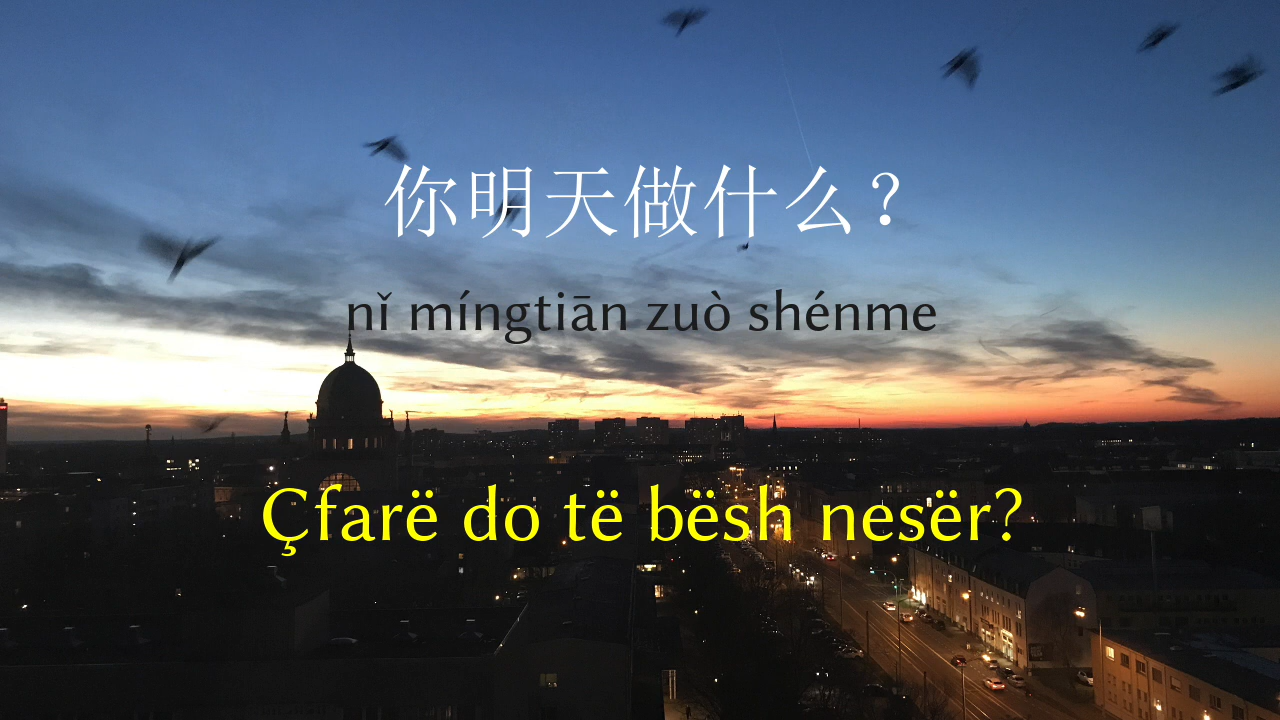 你明天做什么？
nǐ míngtiān zuò shénme
Çfarë do të bësh nesër?